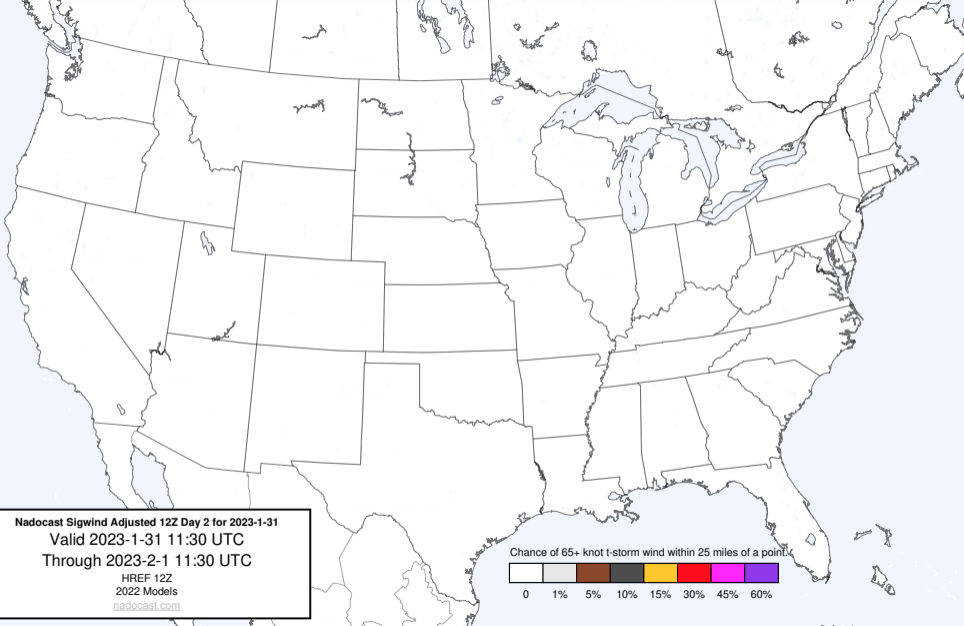 Nadocast Sigwind Adjusted 12Z Day 2 for 2023-1-31
Valid 2023-1-31 11:30 UTC
Through 2023-2-1 11:30 UTC
HREF 12Z
2022 Models
nadocast.com
Chance of 65+ knot t-storm wind within 25 miles of a point.
0 1% 5% 10% 15% 30% 45% 60%